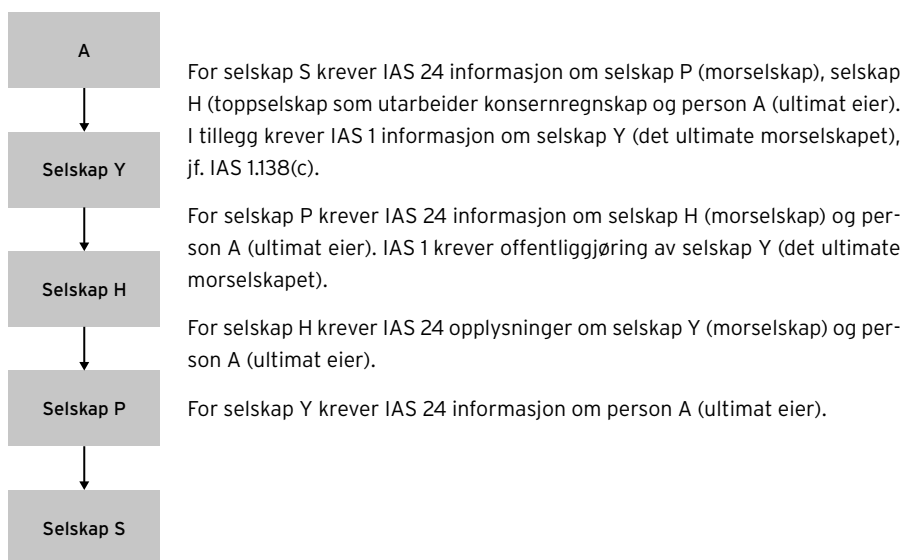 A
Selskap Y
Selskap H
Selskap P
Selskap S
For selskap S krever IAS 24 informasjon om selskap P (morselskap), selskap
H (toppselskap som utarbeider konsernregnskap og person A (ultimat eier).
I tillegg krever IAS 1 informasjon om selskap Y (det ultimate morselskapet),
jf. IAS 1.138(c).
For selskap P krever IAS 24 informasjon om selskap H (morselskap) og per-
son A (ultimat eier). IAS 1 krever offentliggjøring av selskap Y (det ultimate
morselskapet).
For selskap H krever IAS 24 opplysninger om selskap Y (morselskap) og per-
son A (ultimat eier).
For selskap Y krever IAS 24 informasjon om person A (ultimat eier).